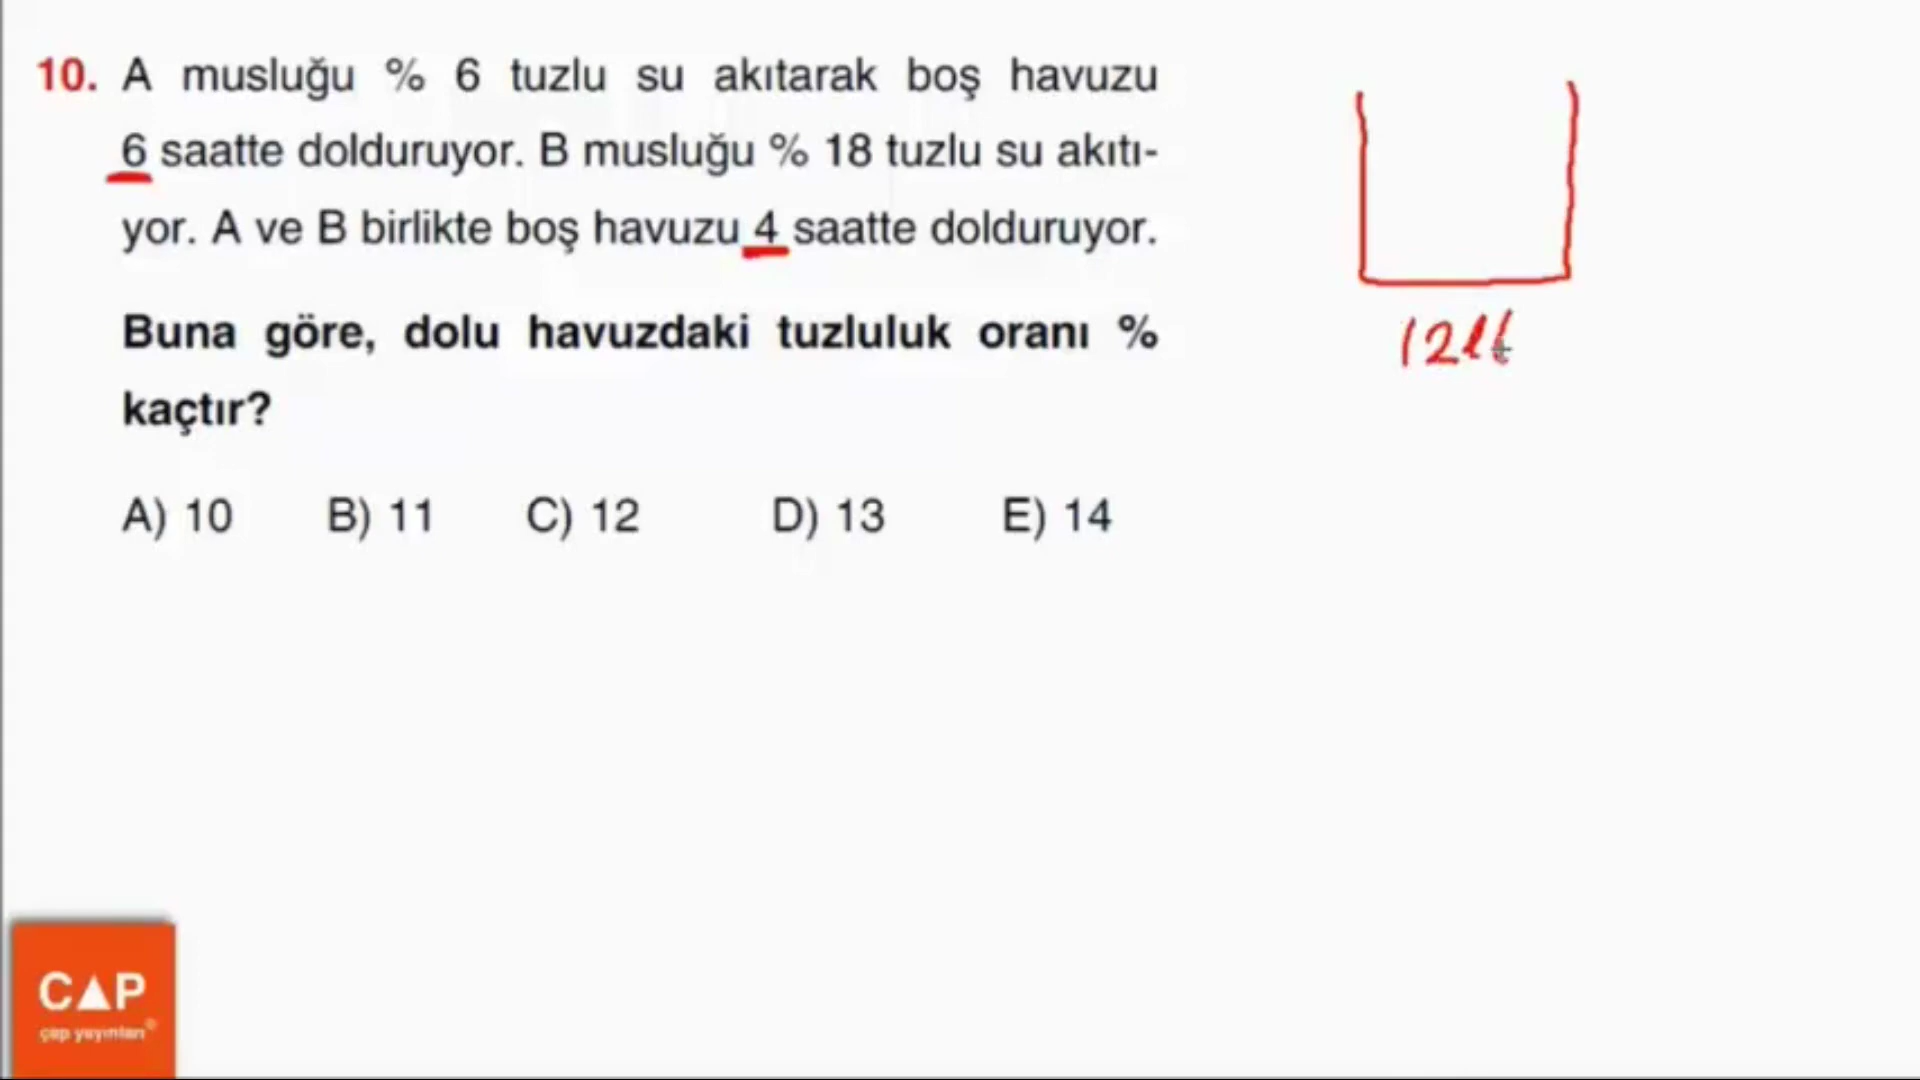 10. A musluğu % 6 tuzlu su akıtarak boş havuzu
6 saatte dolduruyor. B musluğu % 18 tuzlu su akıtı-
yor. A ve B birlikte boş havuzu 4 saatte dolduruyor.
Buna göre, dolu havuzdaki tuzluluk oranı %
kaçtır?
A) 10 B) 11 C) 12 D) 13 E) 14
12lt
CAP
çap yayınları®